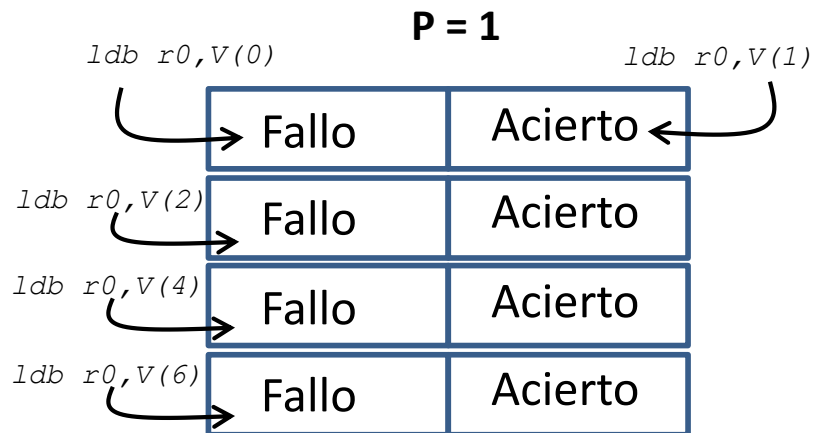 P = 1
ldb r0,V(0)
ldb r0,V(1)
Fallo Acierto
ldb r0,V(2)
Fallo Acierto
ldb r0,V(4)
Fallo Acierto
ldb r0,V(6)
Fallo Acierto